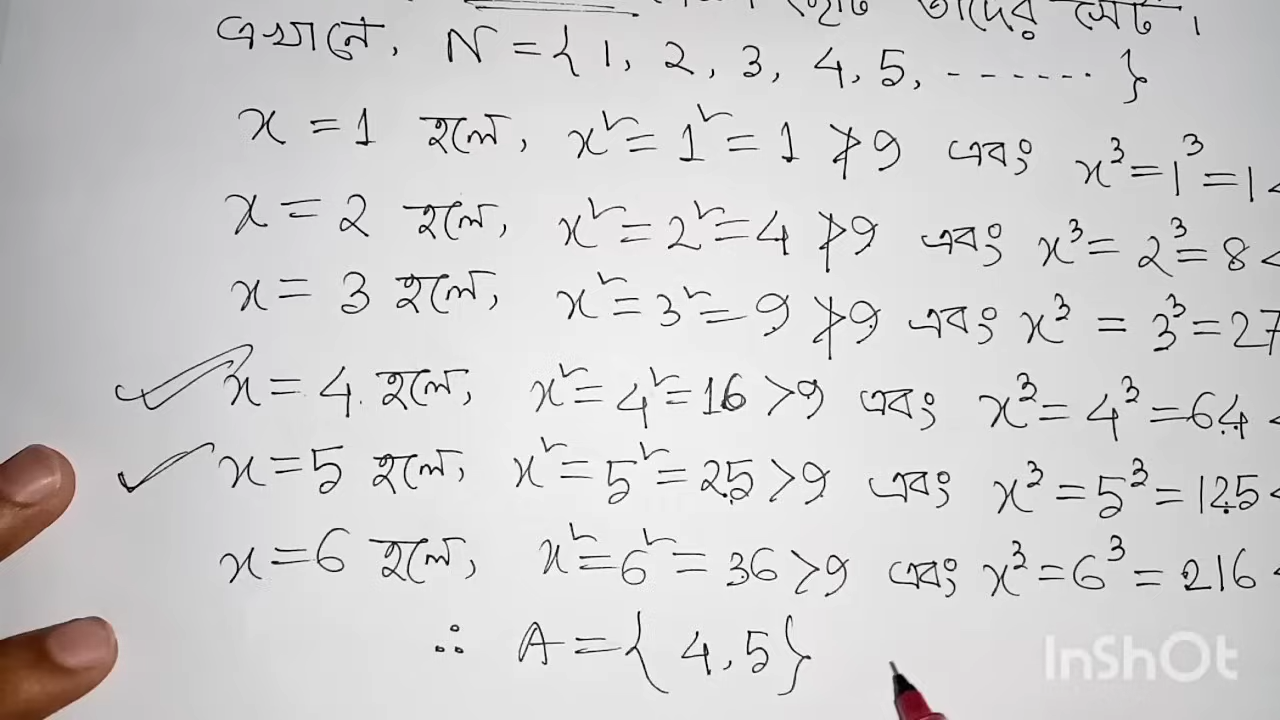 তাদের সেট।
এখানে, N = {1, 2, 3, 4, 5, ------- }
x = 1 হলে, x² = 1² = 1 ≯ 9 এবং x³ = 1³ = 1 <
x = 2 হলে, x² = 2² = 4 ≯ 9 এবং x³ = 2³ = 8 <
x = 3 হলে, x² = 3² = 9 ≯ 9 এবং x³ = 3³ = 27
x = 4 হলে, x² = 4² = 16 > 9 এবং x³ = 4³ = 64 <
x = 5 হলে, x² = 5² = 25 > 9 এবং x³ = 5³ = 125 <
x = 6 হলে, x² = 6² = 36 > 9 এবং x³ = 6³ = 216 <
∴ A = { 4, 5 }
InShOt